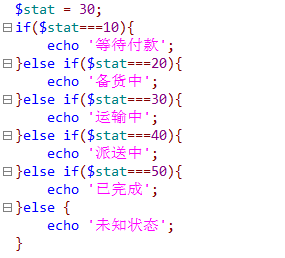 $stat = 30;
if($stat===10){
    echo '等待付款';
}else if($stat===20){
    echo '备货中';
}else if($stat===30){
    echo '运输中';
}else if($stat===40){
    echo '派送中';
}else if($stat===50){
    echo '已完成';
}else {
    echo '未知状态';
}